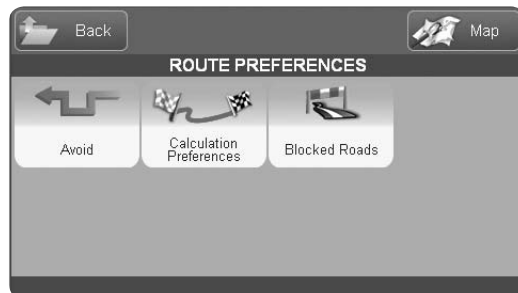 Back
Map
ROUTE PREFERENCES
Avoid
Calculation
Preferences
Blocked Roads